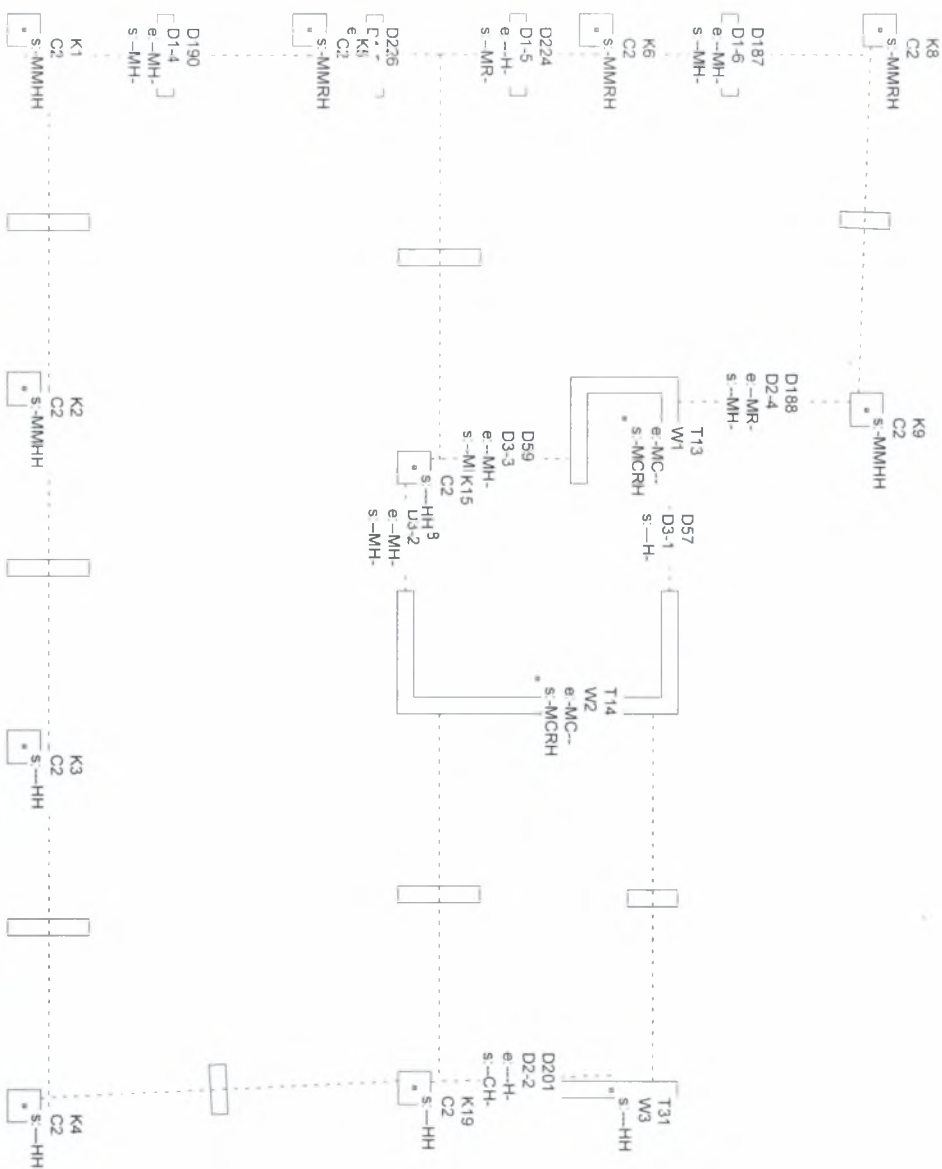 K8
C2
s:-MMRH
K9
C2
s:-MMHH
D188
D2-4
e:--MR-
s:--MH-
D187
D1-6
e:--MH-
s:--MH-
T13
W1
e:-MC--
s:-MCRH
D57
D3-1
s:---H-
T31
W3
s:---HH
K6
C2
s:-MMRH
T14
W2
e:-MC--
s:-MCRH
D224
D1-5
e:---H-
s:--MR-
D59
D3-3
e:--MH-
s:--M
K15
C2
s:---HH
D3-2
e:--MH-
s:--MH-
D201
D2-2
e:---H-
s:--CH-
K19
C2
s:---HH
D226
K5
C2
s:-MMRH
D190
D1-4
e:--MH-
s:--MH-
K1
C2
s:-MMHH
K2
C2
s:-MMHH
K3
C2
s:---HH
K4
C2
s:---HH